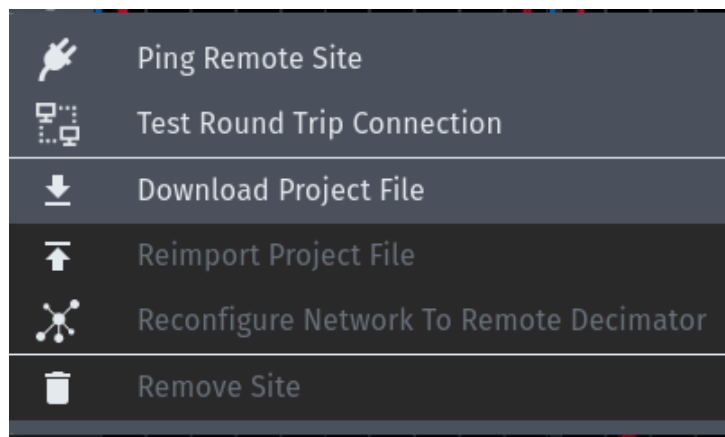 Ping Remote Site
Test Round Trip Connection
Download Project File
Reimport Project File
Reconfigure Network To Remote Decimator
Remove Site